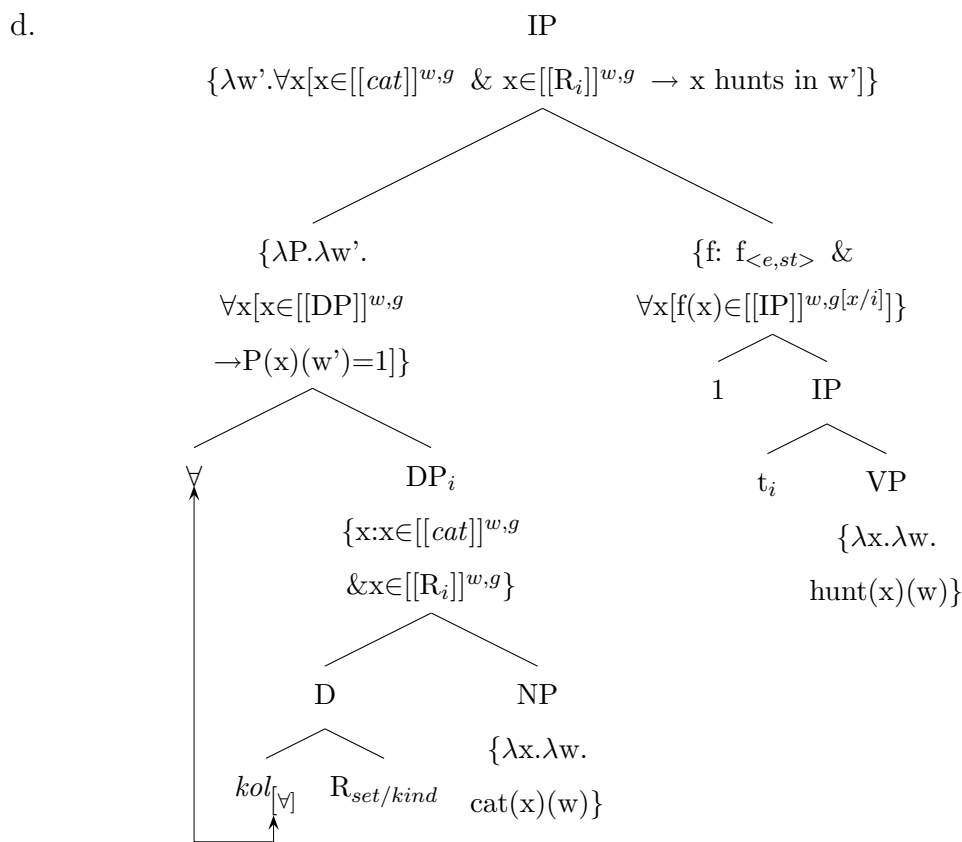 d.
IP
{λw’.∀x[x∈[[cat]]^{w,g} & x∈[[R_i]]^{w,g} → x hunts in w’]}
{λP.λw’. {f: f_{<e,st>} &
∀x[x∈[[DP]]^{w,g} ∀x[f(x)∈[[IP]]^{w,g[x/i]}]}
→P(x)(w’)=1]}
1 IP
∀ DP_i t_i VP
{x:x∈[[cat]]^{w,g} {λx.λw.
&x∈[[R_i]]^{w,g}} hunt(x)(w)}
D NP
{λx.λw.
kol_{[∀]} R_{set/kind} cat(x)(w)}